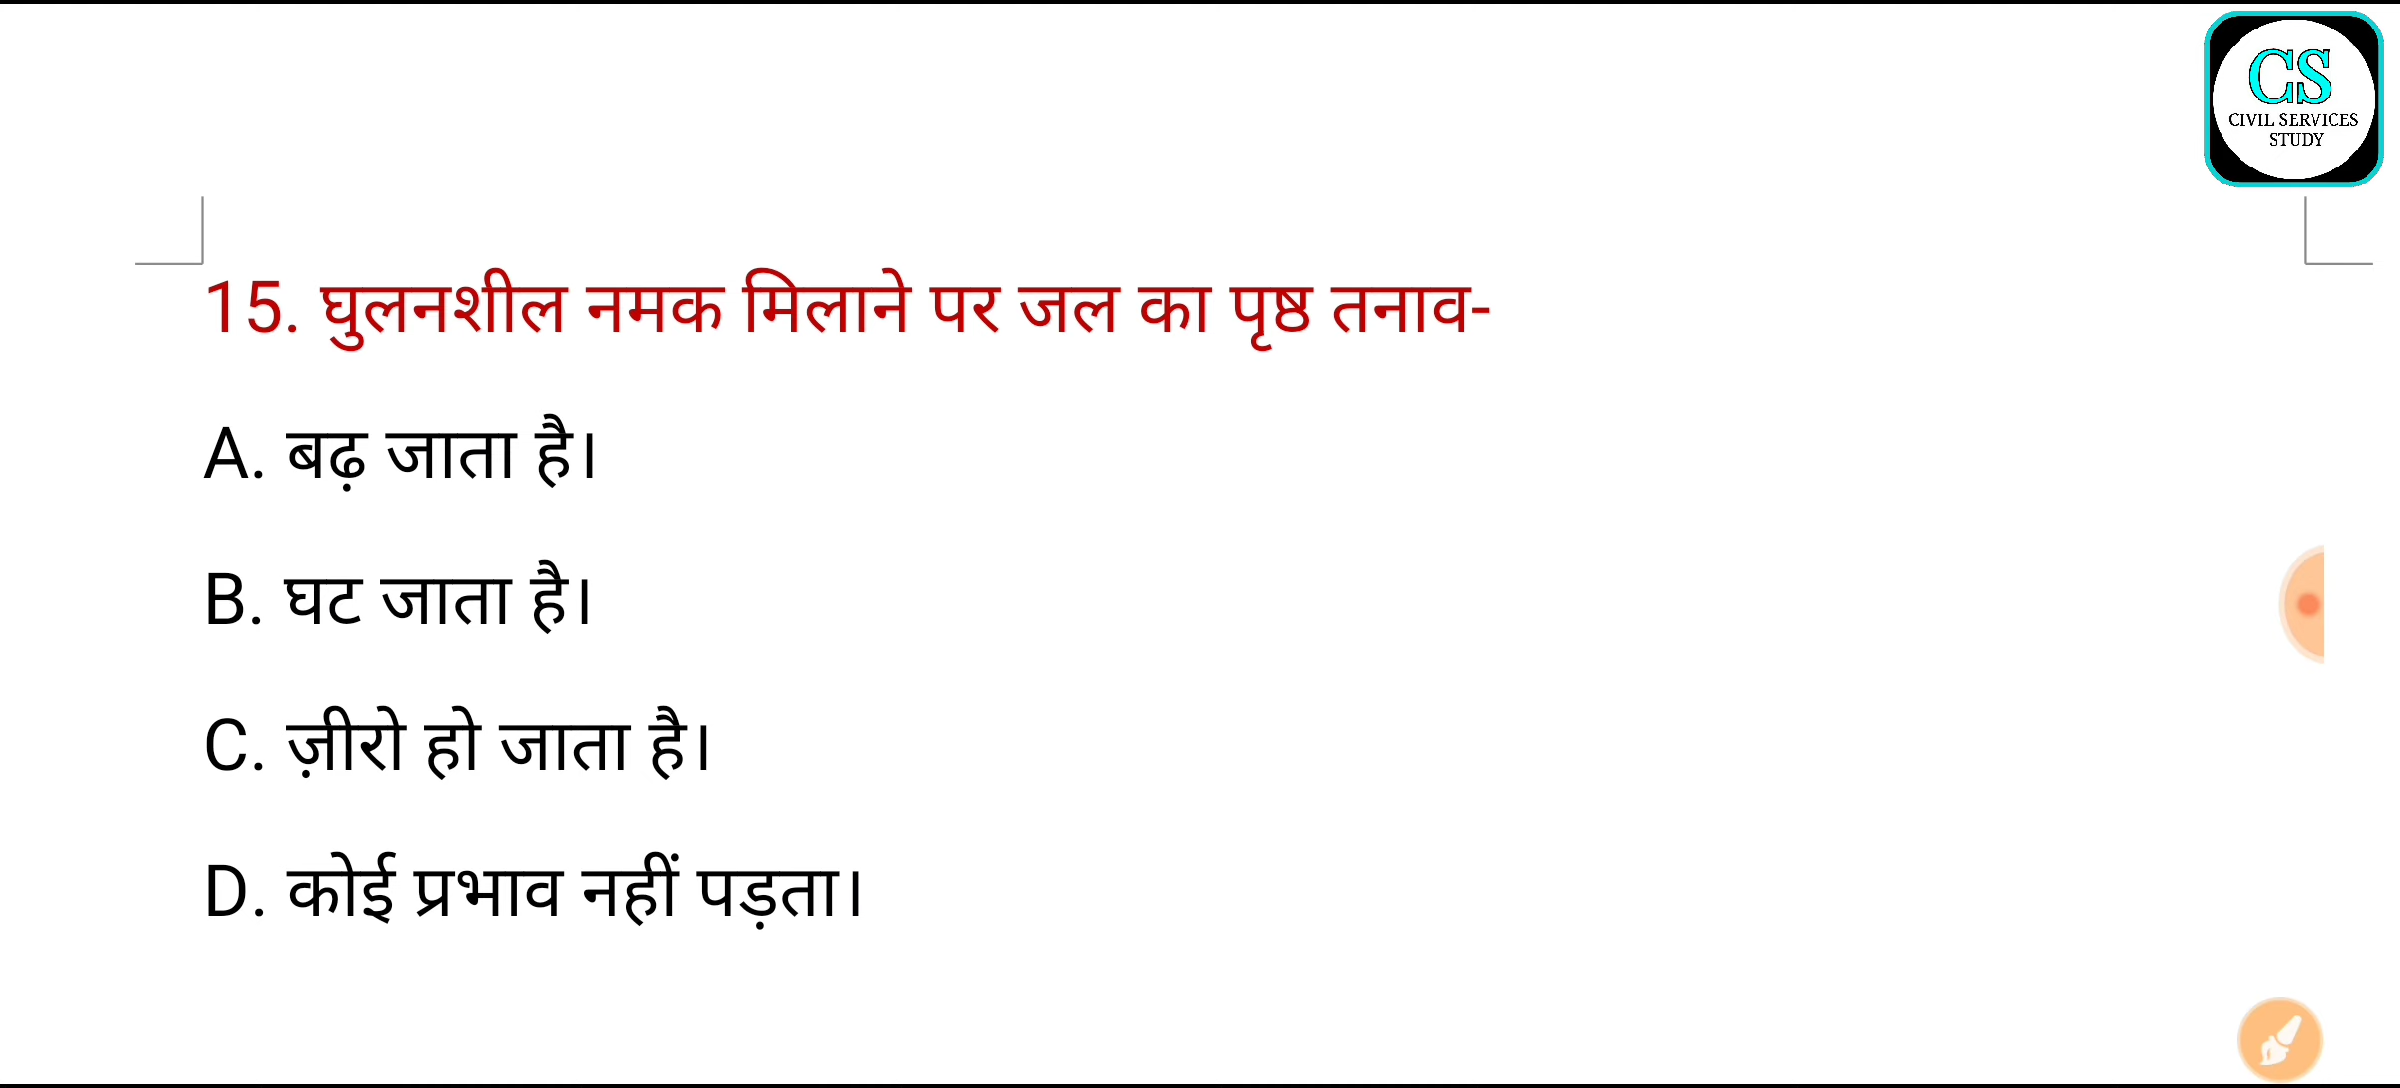 CS
CIVIL SERVICES
STUDY
15. घुलनशील नमक मिलाने पर जल का पृष्ठ तनाव-
A. बढ़ जाता है।
B. घट जाता है।
C. ज़ीरो हो जाता है।
D. कोई प्रभाव नहीं पड़ता।